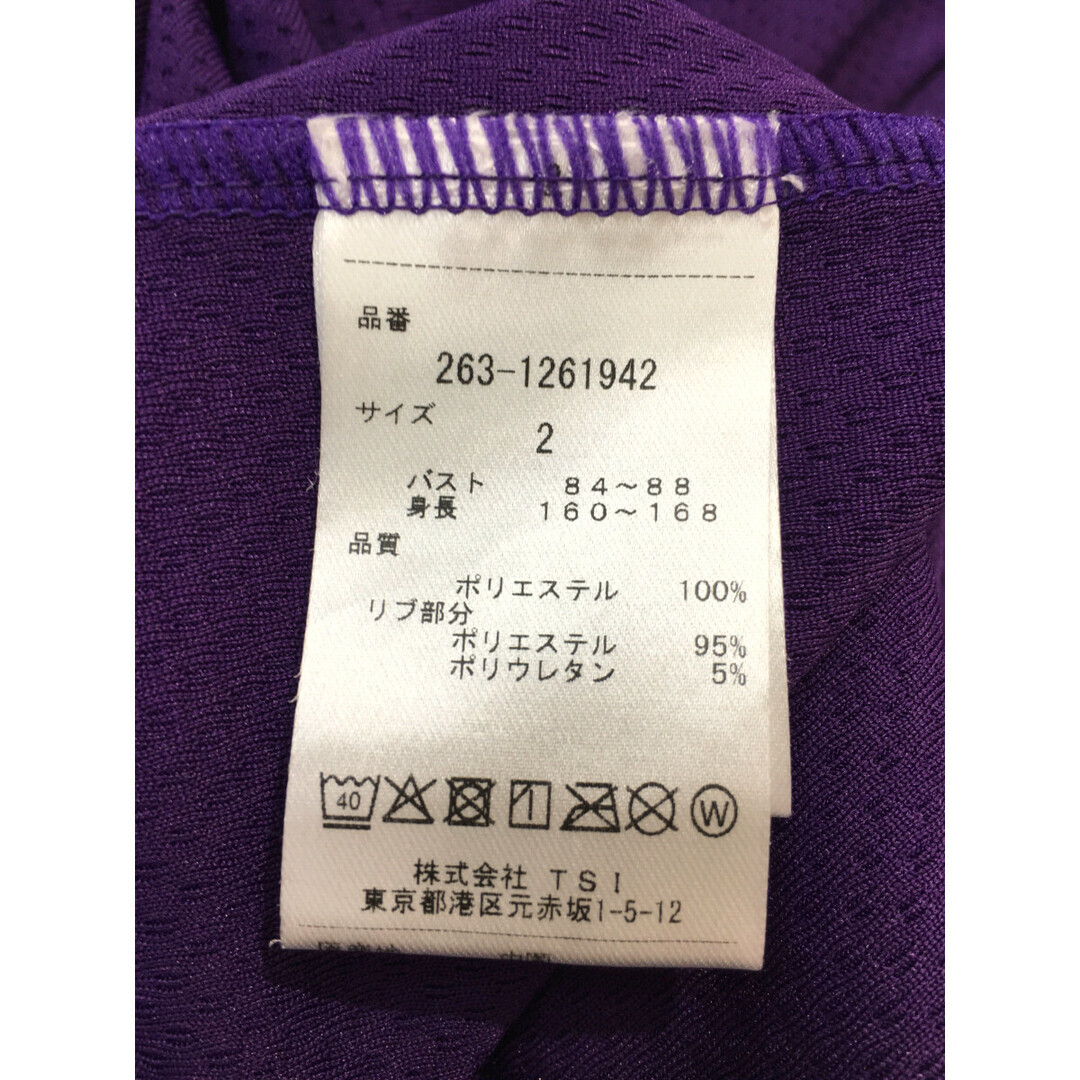 品番
263-1261942
サイズ
2
バスト 84～88
身長 160～168
品質
ポリエステル 100%
リブ部分
ポリエステル 95%
ポリウレタン 5%
40 W
株式会社 TSI
東京都港区元赤坂1-5-12